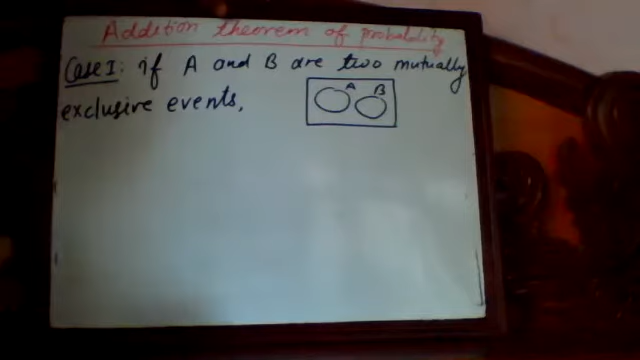 Addition theorem of probability
Case I: if A and B are two mutually
exclusive events,
A B